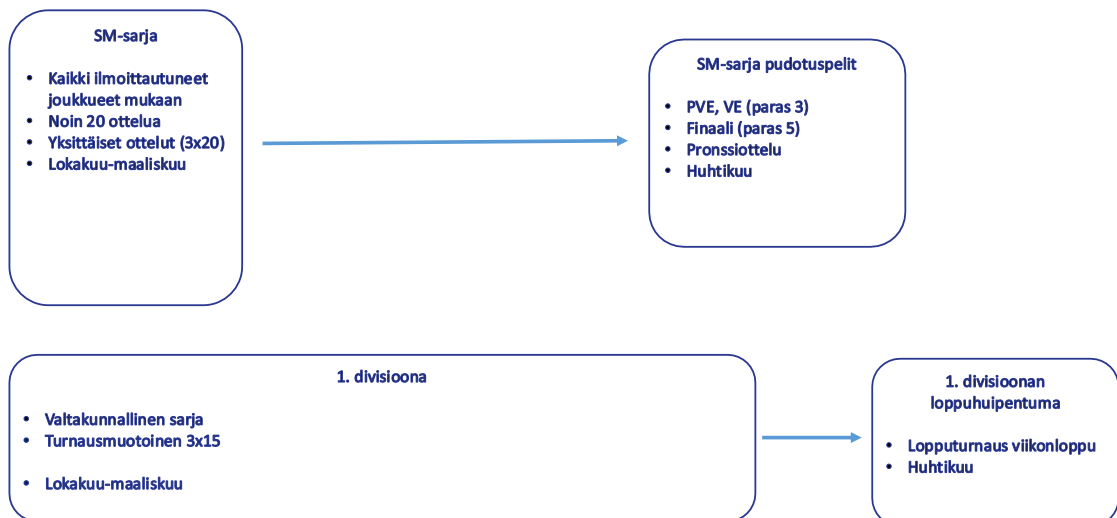 SM-sarja
• Kaikki ilmoittautuneet
joukkueet mukaan
• Noin 20 ottelua
• Yksittäiset ottelut (3x20)
• Lokakuu-maaliskuu
SM-sarja pudotuspelit
• PVE, VE (paras 3)
• Finaali (paras 5)
• Pronssiottelu
• Huhtikuu
1. divisioona
• Valtakunnallinen sarja
• Turnausmuotoinen 3x15
• Lokakuu-maaliskuu
1. divisioonan
loppuhuipentuma
• Lopputurnaus viikonloppu
• Huhtikuu